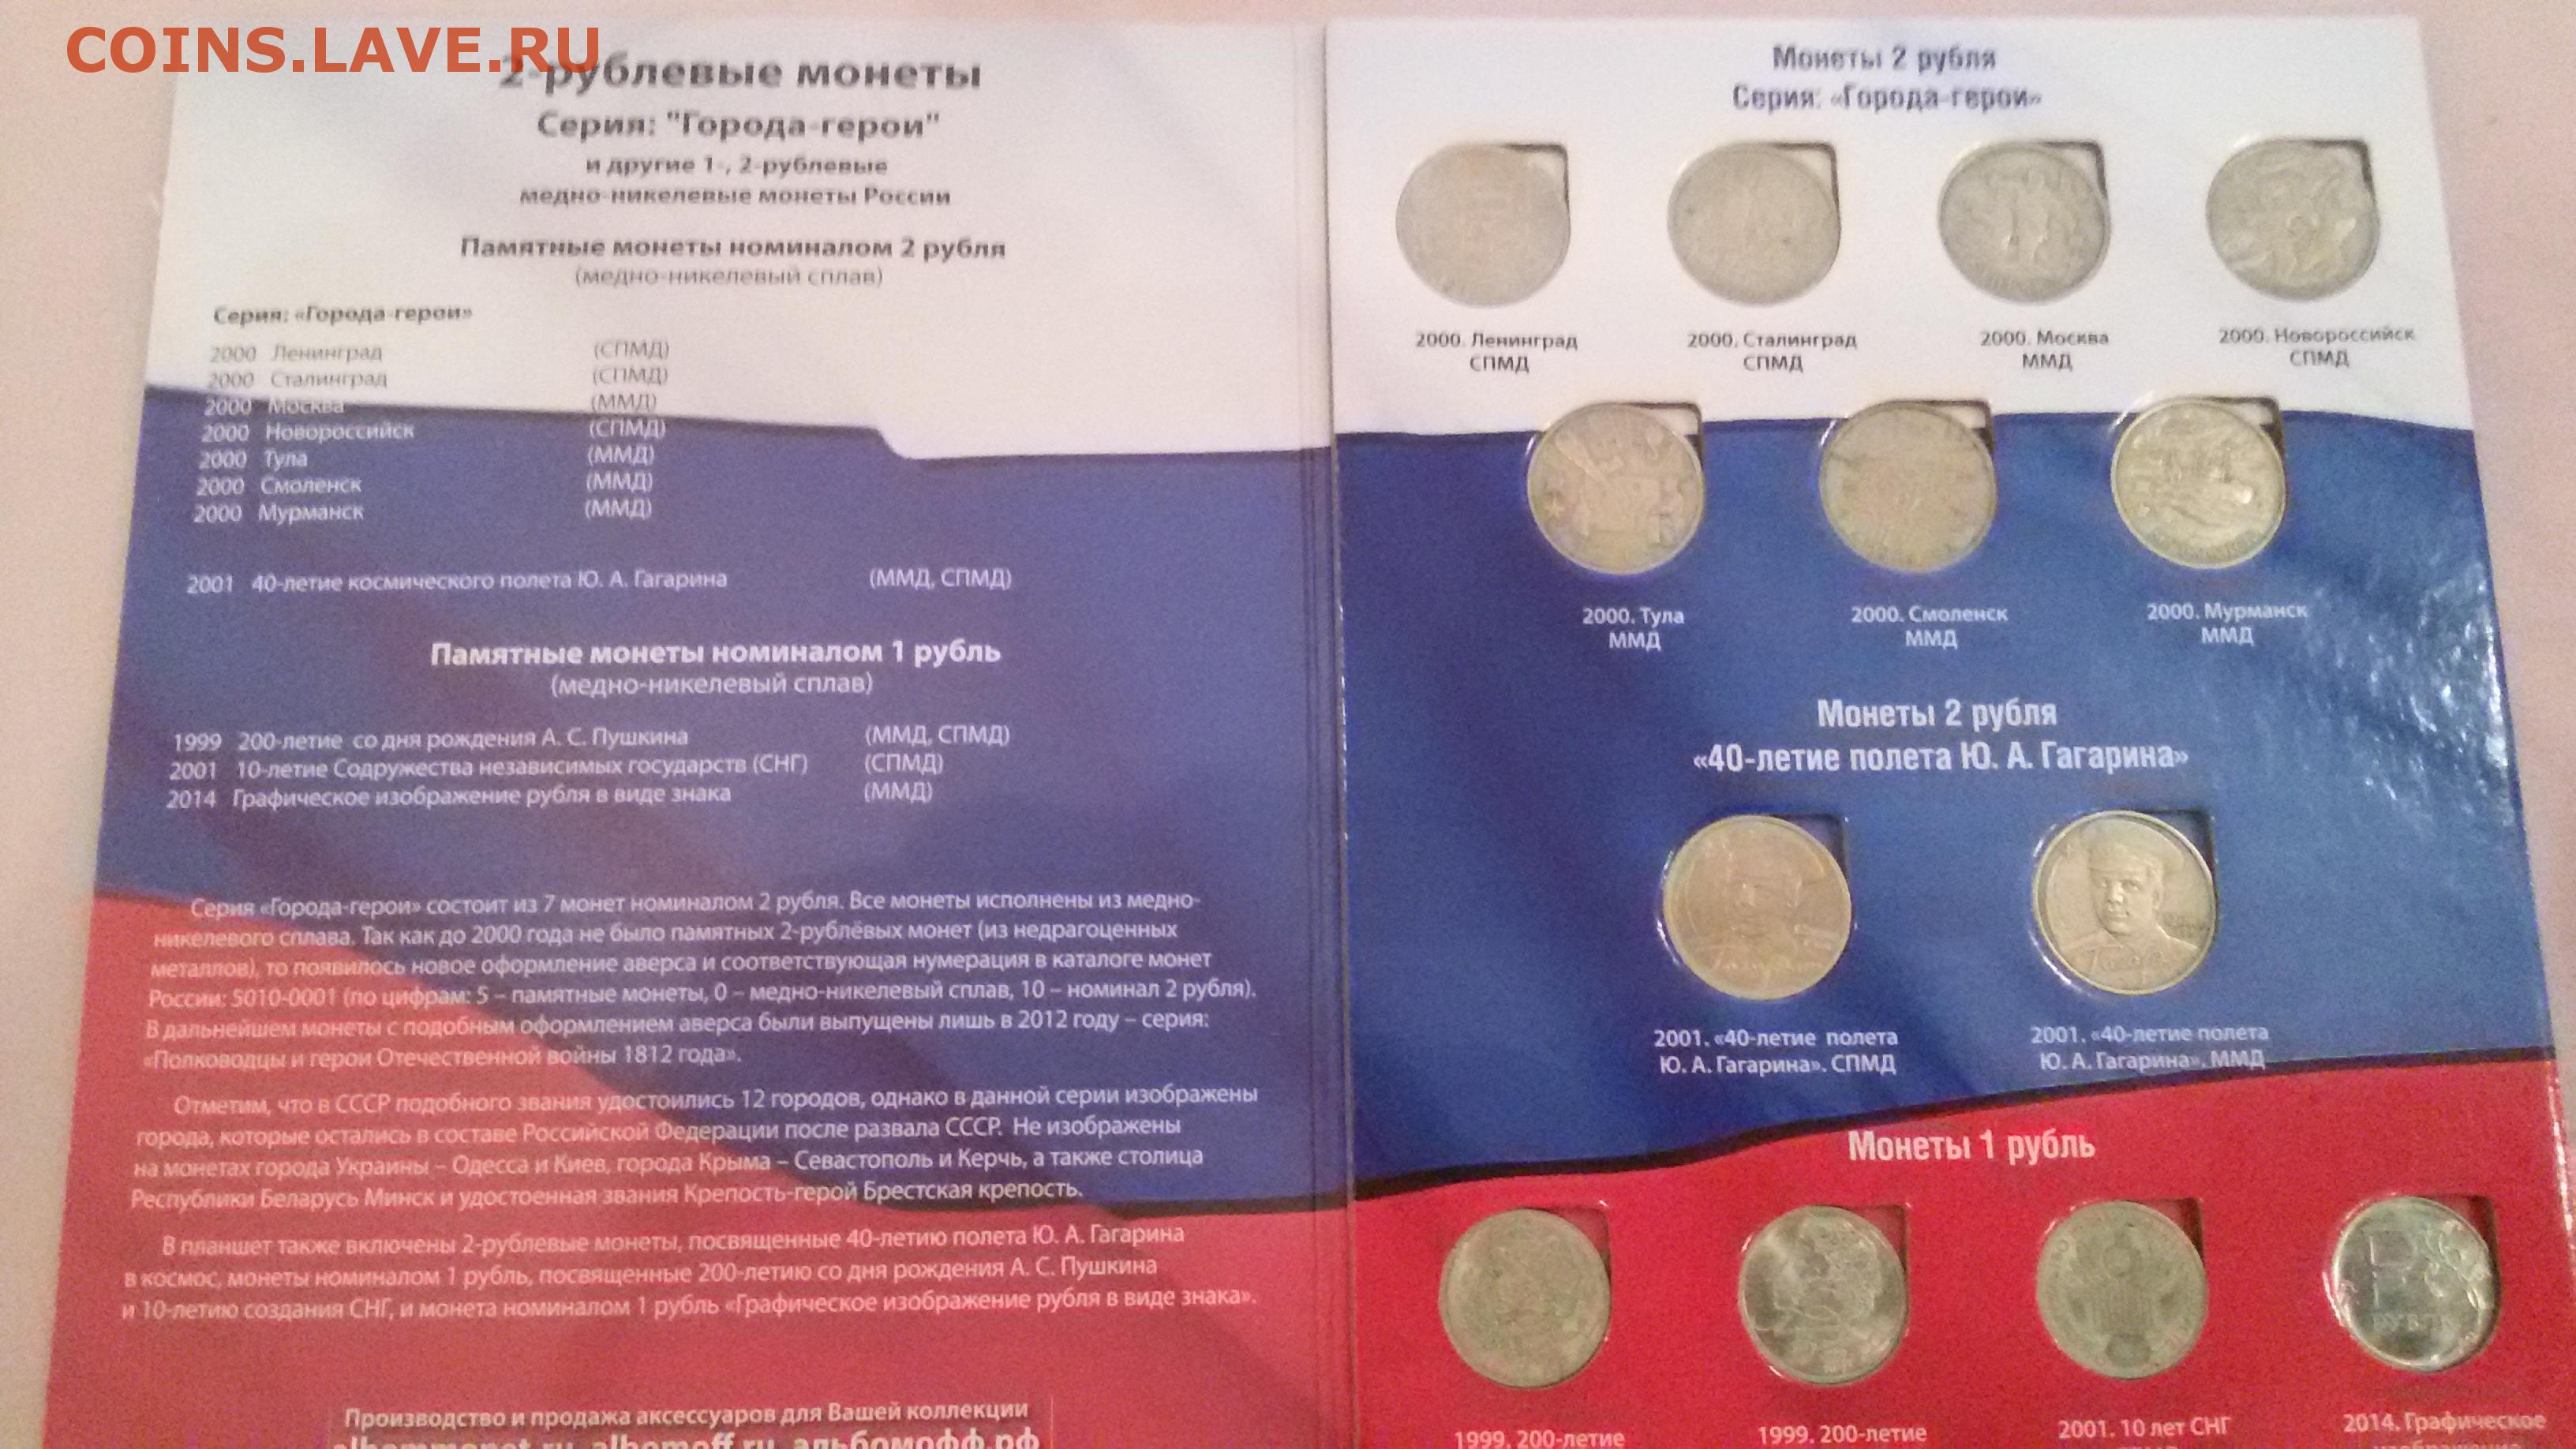 COINS.LAVE.RU
2-рублевые монеты
Серия: "Города-герои"
и другие 1-, 2-рублевые
медно-никелевые монеты России
Памятные монеты номиналом 2 рубля
(медно-никелевый сплав)
Серия: «Города-герои»
2000 Ленинград (СПМД)
2000 Сталинград (СПМД)
2000 Москва (ММД)
2000 Новороссийск (СПМД)
2000 Тула (ММД)
2000 Смоленск (ММД)
2000 Мурманск (ММД)
2001 40-летие космического полета Ю. А. Гагарина (ММД, СПМД)
Памятные монеты номиналом 1 рубль
(медно-никелевый сплав)
1999 200-летие со дня рождения А. С. Пушкина (ММД, СПМД)
2001 10-летие Содружества независимых государств (СНГ) (СПМД)
2014 Графическое изображение рубля в виде знака (ММД)
Серия «Города-герои» состоит из 7 монет номиналом 2 рубля. Все монеты исполнены из медно-
никелевого сплава. Так как до 2000 года не было памятных 2-рублёвых монет (из недрагоценных
металлов), то появилось новое оформление аверса и соответствующая нумерация в каталоге монет
России: 5010-0001 (по цифрам: 5 – памятные монеты, 0 – медно-никелевый сплав, 10 – номинал 2 рубля).
В дальнейшем монеты с подобным оформлением аверса были выпущены лишь в 2012 году – серия:
«Полководцы и герои Отечественной войны 1812 года».
Отметим, что в СССР подобного звания удостоились 12 городов, однако в данной серии изображены
города, которые остались в составе Российской Федерации после развала СССР. Не изображены
на монетах города Украины – Одесса и Киев, города Крыма – Севастополь и Керчь, а также столица
Республики Беларусь Минск и удостоенная звания Крепость-герой Брестская крепость.
В планшет также включены 2-рублевые монеты, посвященные 40-летию полета Ю. А. Гагарина
в космос, монеты номиналом 1 рубль, посвященные 200-летию со дня рождения А. С. Пушкина
и 10-летию создания СНГ, и монета номиналом 1 рубль «Графическое изображение рубля в виде знака».
Производство и продажа аксессуаров для Вашей коллекции
albommonet.ru, albomoff.ru, альбомофф.рф
Монеты 2 рубля
Серия: «Города-герои»
2000. Ленинград
СПМД
2000. Сталинград
СПМД
2000. Москва
ММД
2000. Новороссийск
СПМД
2000. Тула
ММД
2000. Смоленск
ММД
2000. Мурманск
ММД
Монеты 2 рубля
«40-летие полета Ю. А. Гагарина»
2001. «40-летие полета
Ю. А. Гагарина». СПМД
2001. «40-летие полета
Ю. А. Гагарина». ММД
Монеты 1 рубль
1999. 200-летие
1999. 200-летие
2001. 10 лет СНГ
2014. Графическое